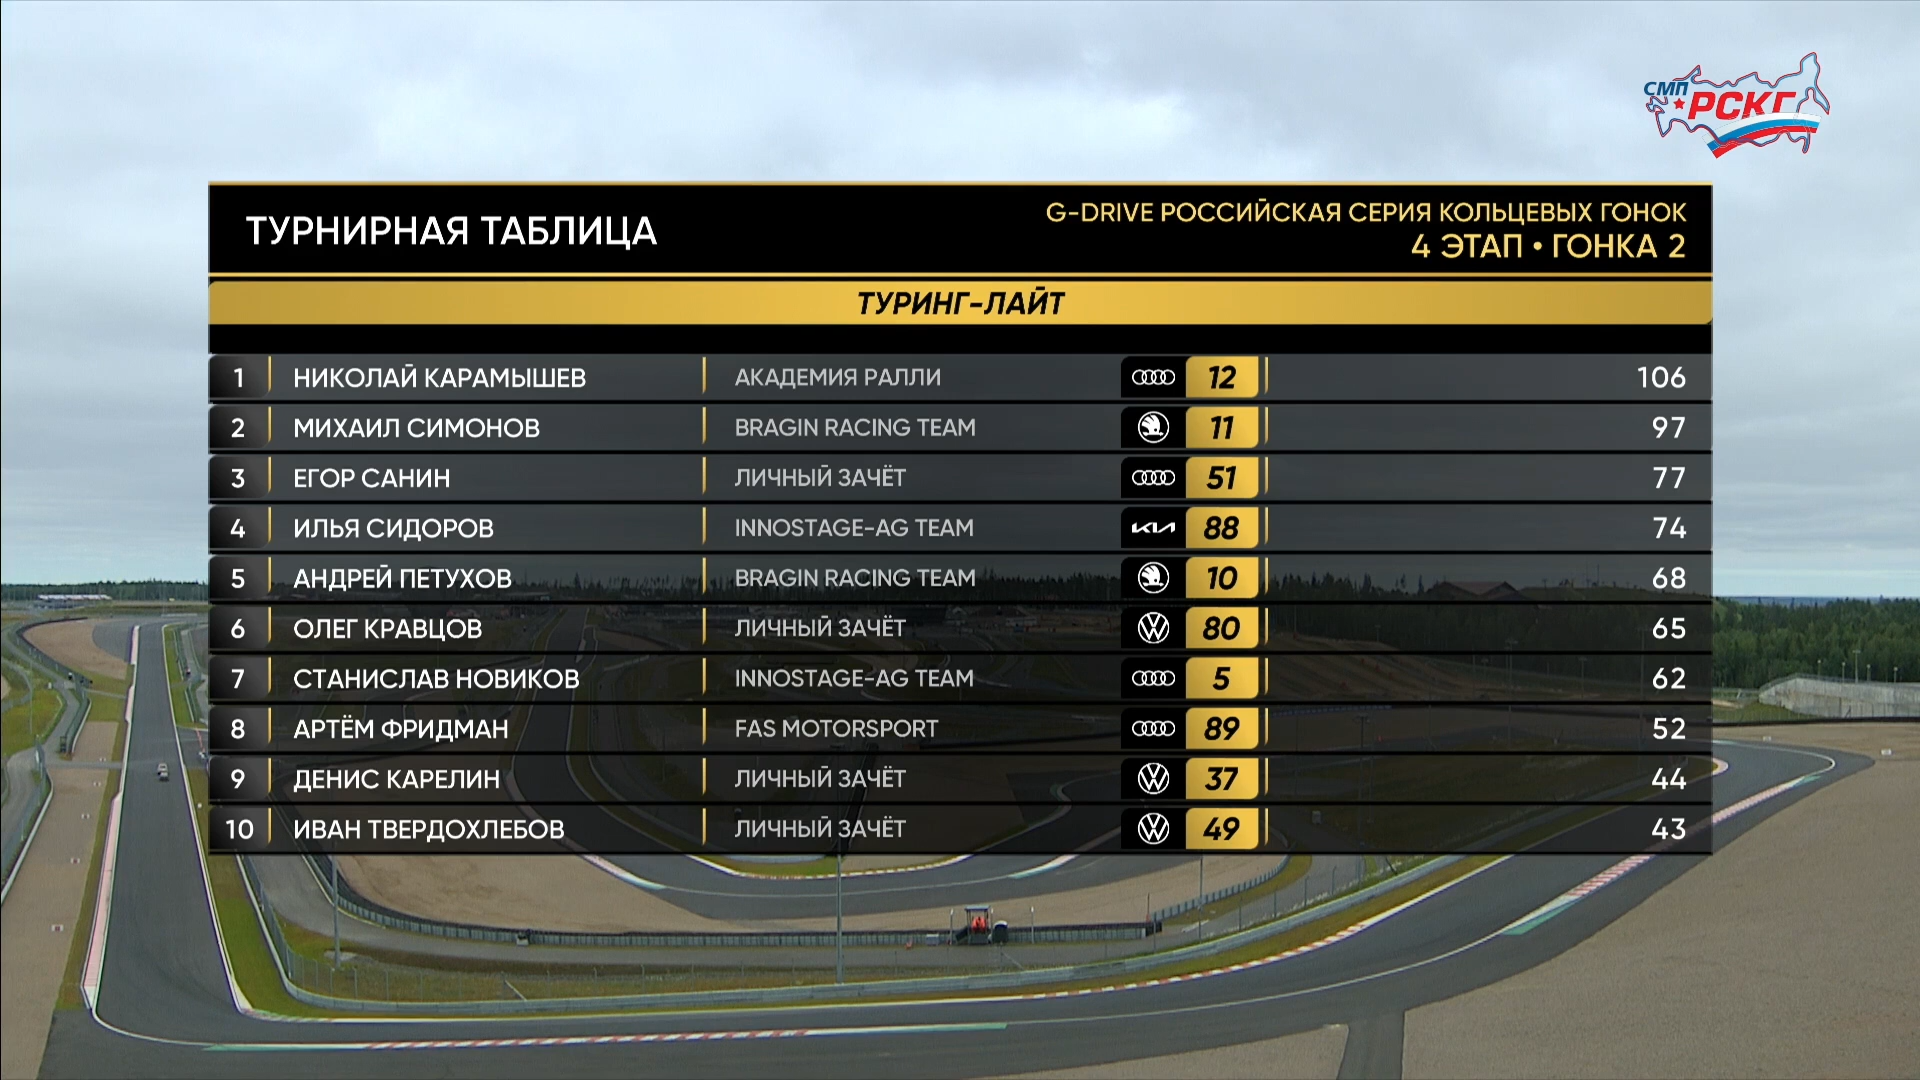 СМП
РСКГ
ТУРНИРНАЯ ТАБЛИЦА
G-DRIVE РОССИЙСКАЯ СЕРИЯ КОЛЬЦЕВЫХ ГОНОК
4 ЭТАП • ГОНКА 2
ТУРИНГ-ЛАЙТ
1 НИКОЛАЙ КАРАМЫШЕВ АКАДЕМИЯ РАЛЛИ 12 106
2 МИХАИЛ СИМОНОВ BRAGIN RACING TEAM 11 97
3 ЕГОР САНИН ЛИЧНЫЙ ЗАЧЁТ 51 77
4 ИЛЬЯ СИДОРОВ INNOSTAGE-AG TEAM KIA 88 74
5 АНДРЕЙ ПЕТУХОВ BRAGIN RACING TEAM 10 68
6 ОЛЕГ КРАВЦОВ ЛИЧНЫЙ ЗАЧЁТ 80 65
7 СТАНИСЛАВ НОВИКОВ INNOSTAGE-AG TEAM 5 62
8 АРТЁМ ФРИДМАН FAS MOTORSPORT 89 52
9 ДЕНИС КАРЕЛИН ЛИЧНЫЙ ЗАЧЁТ 37 44
10 ИВАН ТВЕРДОХЛЕБОВ ЛИЧНЫЙ ЗАЧЁТ 49 43